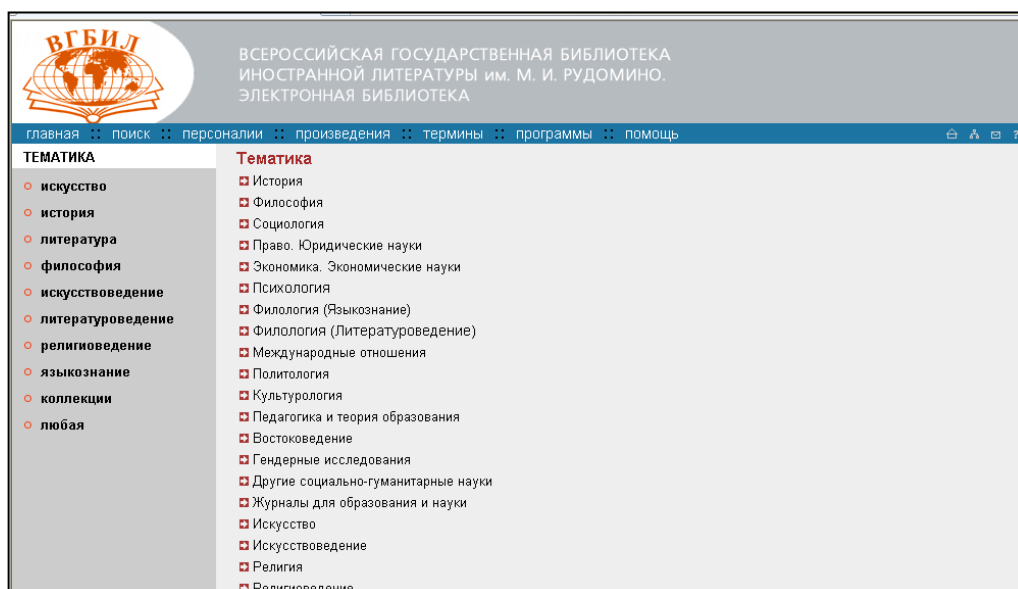 ВГБИЛ
ВСЕРОССИЙСКАЯ ГОСУДАРСТВЕННАЯ БИБЛИОТЕКА
ИНОСТРАННОЙ ЛИТЕРАТУРЫ им. М. И. РУДОМИНО.
ЭЛЕКТРОННАЯ БИБЛИОТЕКА
главная :: поиск :: персоналии :: произведения :: термины :: программы :: помощь
ТЕМАТИКА
искусство
история
литература
философия
искусствоведение
литературоведение
религиоведение
языкознание
коллекции
любая
Тематика
История
Философия
Социология
Право. Юридические науки
Экономика. Экономические науки
Психология
Филология (Языкознание)
Филология (Литературоведение)
Международные отношения
Политология
Культурология
Педагогика и теория образования
Востоковедение
Гендерные исследования
Другие социально-гуманитарные науки
Журналы для образования и науки
Искусство
Искусствоведение
Религия
Религиоведение